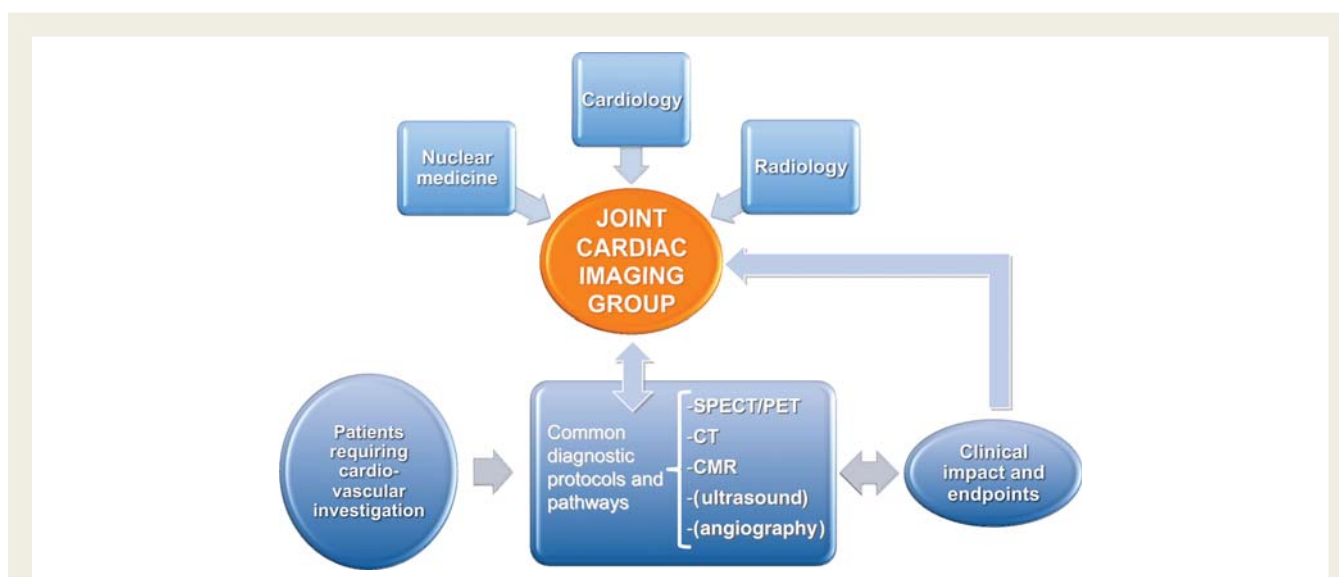 Cardiology
Nuclear
medicine
Radiology
JOINT
CARDIAC
IMAGING
GROUP
Patients
requiring
cardio-
vascular
investigation
Common
diagnostic
protocols and
pathways
-SPECT/PET
-CT
-CMR
-(ultrasound)
-(angiography)
Clinical
impact and
endpoints